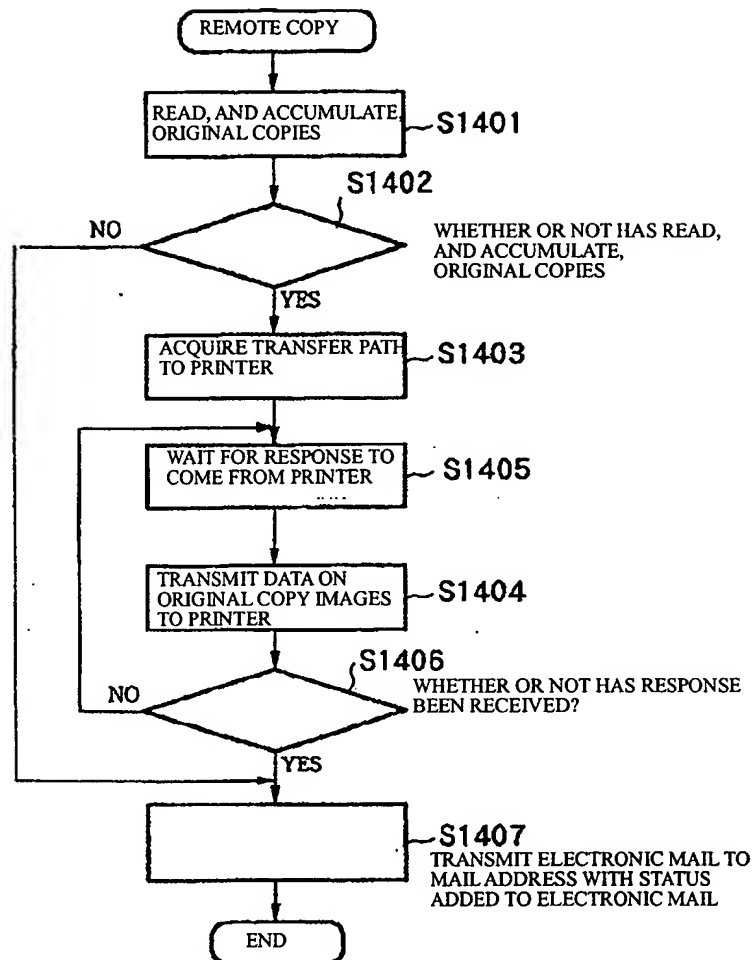 REMOTE COPY
READ, AND ACCUMULATE,
ORIGINAL COPIES
S1401
S1402
NO
WHETHER OR NOT HAS READ,
AND ACCUMULATE,
ORIGINAL COPIES
YES
ACQUIRE TRANSFER PATH
TO PRINTER
S1403
WAIT FOR RESPONSE TO
COME FROM PRINTER
S1405
TRANSMIT DATA ON
ORIGINAL COPY IMAGES
TO PRINTER
S1404
S1406
NO
WHETHER OR NOT HAS RESPONSE
BEEN RECEIVED?
YES
S1407
TRANSMIT ELECTRONIC MAIL TO
MAIL ADDRESS WITH STATUS
ADDED TO ELECTRONIC MAIL
END